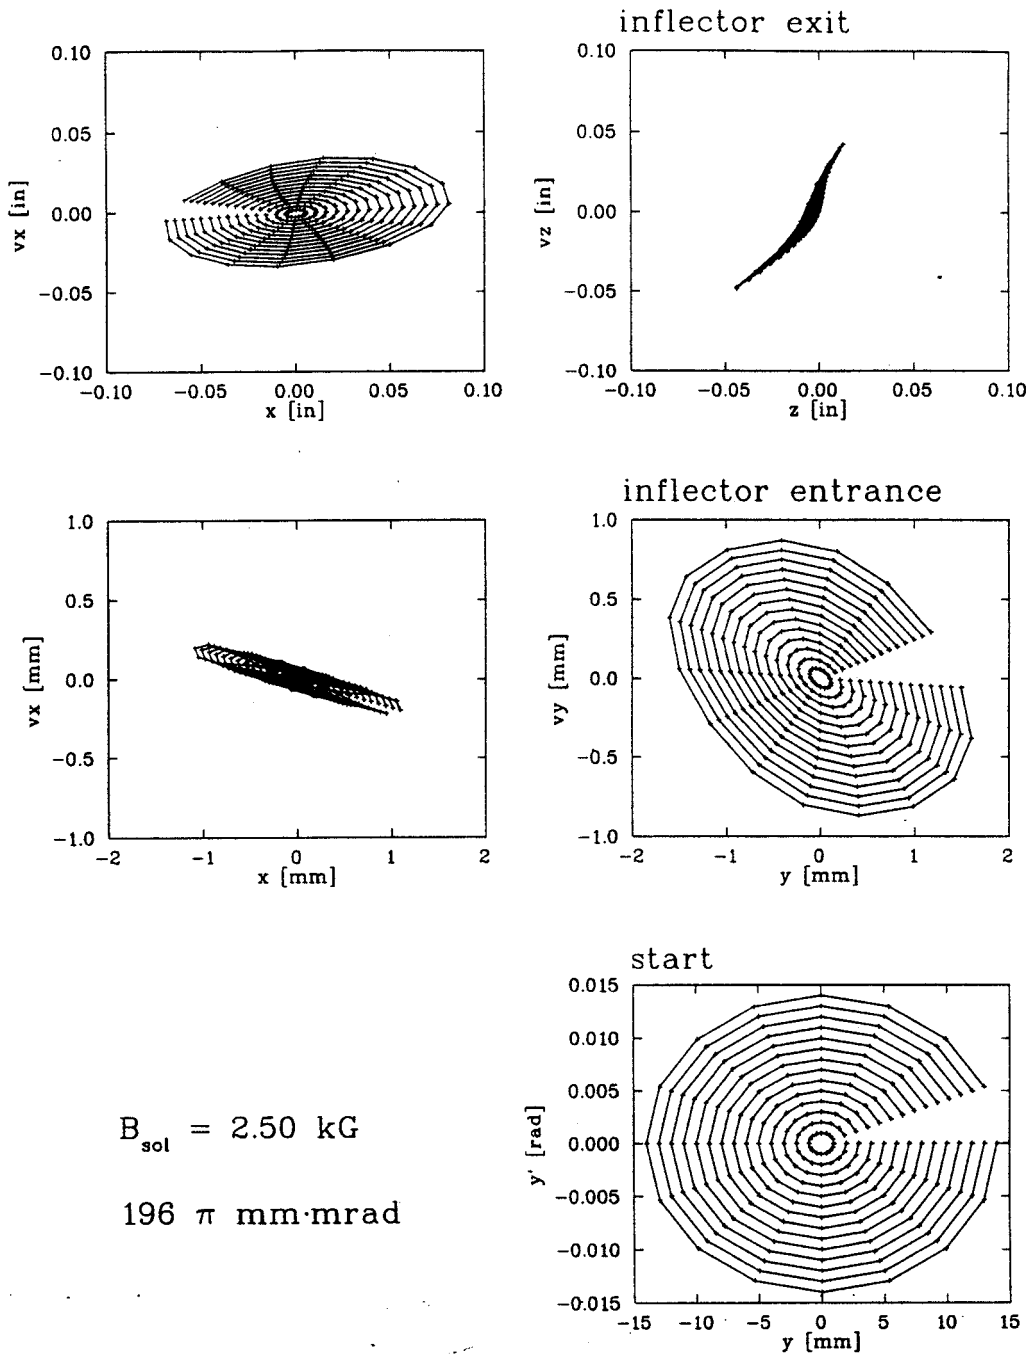 inflector exit
0.10
0.05
0.00
−0.05
−0.10
vx [in]
−0.10 −0.05 0.00 0.05 0.10
x [in]
0.10
0.05
0.00
−0.05
−0.10
vz [in]
−0.05 0.00 0.05 0.10
z [in]
inflector entrance
1.0
0.5
0.0
−0.5
−1.0
vx [mm]
−2 −1 0 1 2
x [mm]
1.0
0.5
0.0
−0.5
−1.0
vy [mm]
−2 −1 0 1 2
y [mm]
start
0.015
0.010
0.005
0.000
−0.005
−0.010
−0.015
y' [rad]
−15 −10 −5 0 5 10 15
y [mm]
B sol = 2.50 kG
196 π mm·mrad